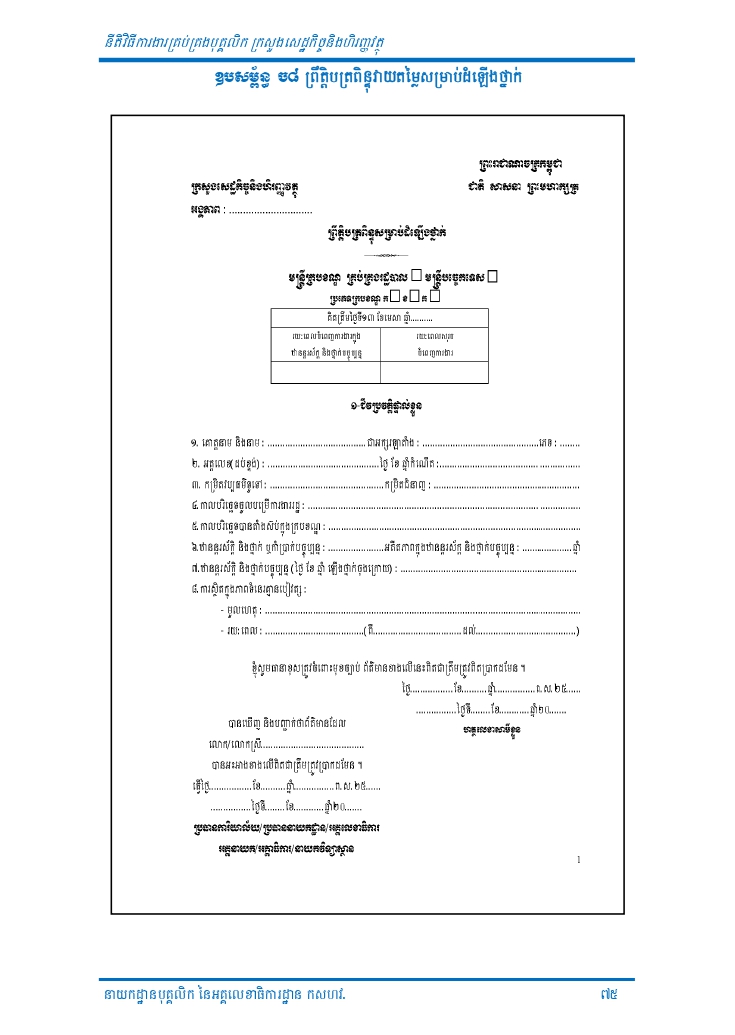 នីតិវិធីការងារគ្រប់គ្រងបុគ្គលិក ក្រសួងសេដ្ឋកិច្ចនិងហិរញ្ញវត្ថុ
ឧបសម្ព័ន្ធ ប៨ ព្រឹត្តិបត្រពិន្ទុវាយតម្លៃសម្រាប់ដំឡើងថ្នាក់
ព្រះរាជាណាចក្រកម្ពុជា
ក្រសួងសេដ្ឋកិច្ចនិងហិរញ្ញវត្ថុ ជាតិ សាសនា ព្រះមហាក្សត្រ
អង្គភាព : ..............................
ព្រឹត្តិបត្រពិន្ទុសម្រាប់ដំឡើងថ្នាក់
មន្ត្រីក្របខណ្ឌ គ្រប់គ្រងរដ្ឋបាល □ មន្ត្រីបច្ចេកទេស □
ប្រភេទក្របខណ្ឌ ក □ ខ □ គ □
គិតត្រឹមថ្ងៃទី១៣ ខែមេសា ឆ្នាំ.........
រយៈពេលបំពេញការងារក្នុង រយៈពេលសរុប
ឋានន្តរស័ក្តិ និងថ្នាក់បច្ចុប្បន្ន បំពេញការងារ
១-ជីវប្រវត្តិផ្ទាល់ខ្លួន
១. គោត្តនាម និងនាម : ....................................ជាអក្សរឡាតាំង : ..........................................ភេទ : ........
២. អត្តលេខ(ដប់ខ្ទង់) : ........................................ថ្ងៃ ខែ ឆ្នាំកំណើត :..................................................
៣. កម្រិតវប្បធម៌ទូទៅ : .........................................កម្រិតជំនាញ : .....................................................
៤. កាលបរិច្ឆេទចូលបម្រើការងាររដ្ឋ : ..................................................................................................
៥. កាលបរិច្ឆេទបានតាំងស៊ប់ក្នុងក្របខណ្ឌ : ...........................................................................................
៦. ឋានន្តរស័ក្តិ និងថ្នាក់ ឬកាំប្រាក់បច្ចុប្បន្ន : ....................អតីតភាពក្នុងឋានន្តរស័ក្តិ និងថ្នាក់បច្ចុប្បន្ន : ..................ឆ្នាំ
៧. ឋានន្តរស័ក្តិ និងថ្នាក់បច្ចុប្បន្ន (ថ្ងៃ ខែ ឆ្នាំ ឡើងថ្នាក់ចុងក្រោយ) : ................................................................
៨. ការស្ថិតក្នុងភាពទំនេរគ្មានបៀវត្ស :
- មូលហេតុ : ..................................................................................................................
- រយៈពេល : ....................................( ពី................................ដល់....................................)
ខ្ញុំសូមធានាខុសត្រូវចំពោះមុខច្បាប់ ព័ត៌មានខាងលើនេះពិតជាត្រឹមត្រូវពិតប្រាកដមែន ។
ថ្ងៃ................ខែ..........ឆ្នាំ...............ព.ស. ២៥......
................ថ្ងៃទី........ខែ............ឆ្នាំ២០.......
ហត្ថលេខាសាមីខ្លួន
បានឃើញ និងបញ្ជាក់ថាព័ត៌មានដែល
លោក/លោកស្រី.....................................
បានអះអាងខាងលើពិតជាត្រឹមត្រូវប្រាកដមែន ។
ធ្វើថ្ងៃ................ខែ..........ឆ្នាំ...............ព.ស. ២៥......
................ថ្ងៃទី........ខែ............ឆ្នាំ២០.......
ប្រធានការិយាល័យ/ប្រធាននាយកដ្ឋាន/អគ្គលេខាធិការ
អគ្គនាយក/អគ្គាធិការ/នាយកវិទ្យាស្ថាន
1
នាយកដ្ឋានបុគ្គលិក នៃអគ្គលេខាធិការដ្ឋាន កសហវ. ៧៥